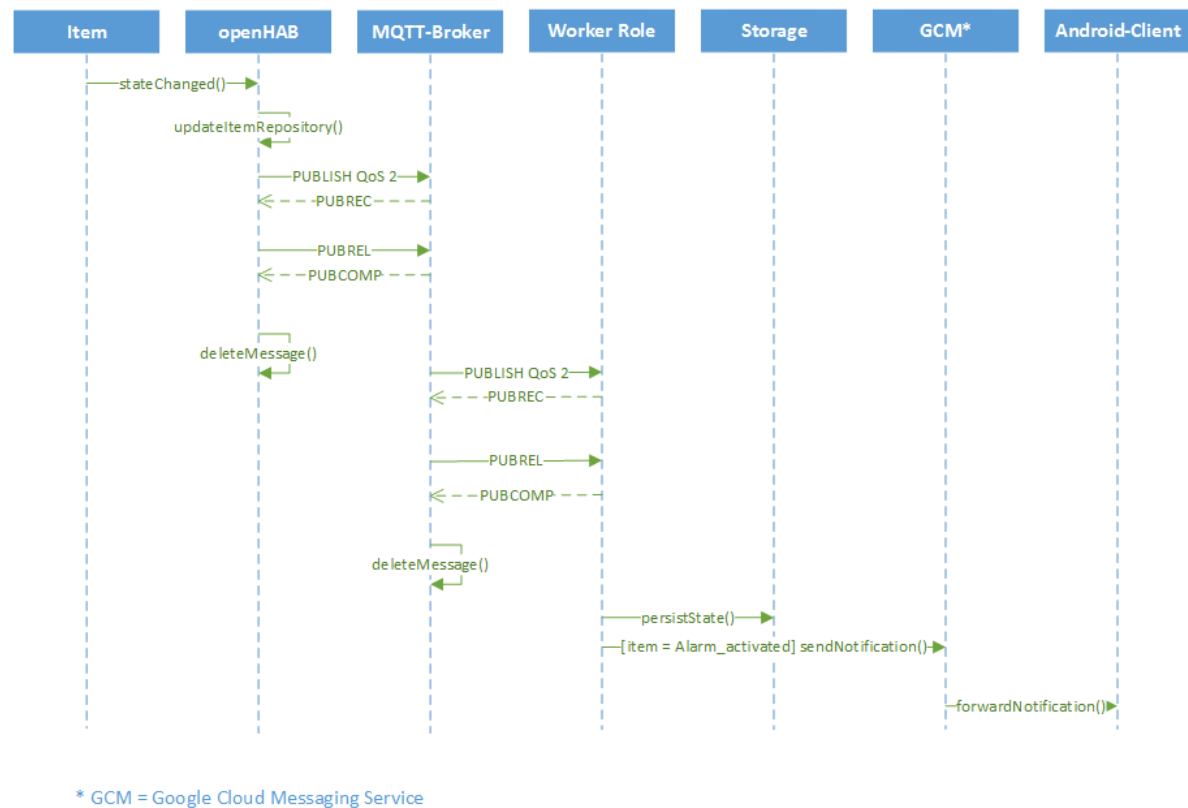 Item
openHAB
MQTT-Broker
Worker Role
Storage
GCM*
Android-Client
stateChanged()
updateItemRepository()
PUBLISH QoS 2
PUBREC
PUBREL
PUBCOMP
deleteMessage()
PUBLISH QoS 2
PUBREC
PUBREL
PUBCOMP
deleteMessage()
persistState()
[item = Alarm_activated] sendNotification()
forwardNotification()
* GCM = Google Cloud Messaging Service